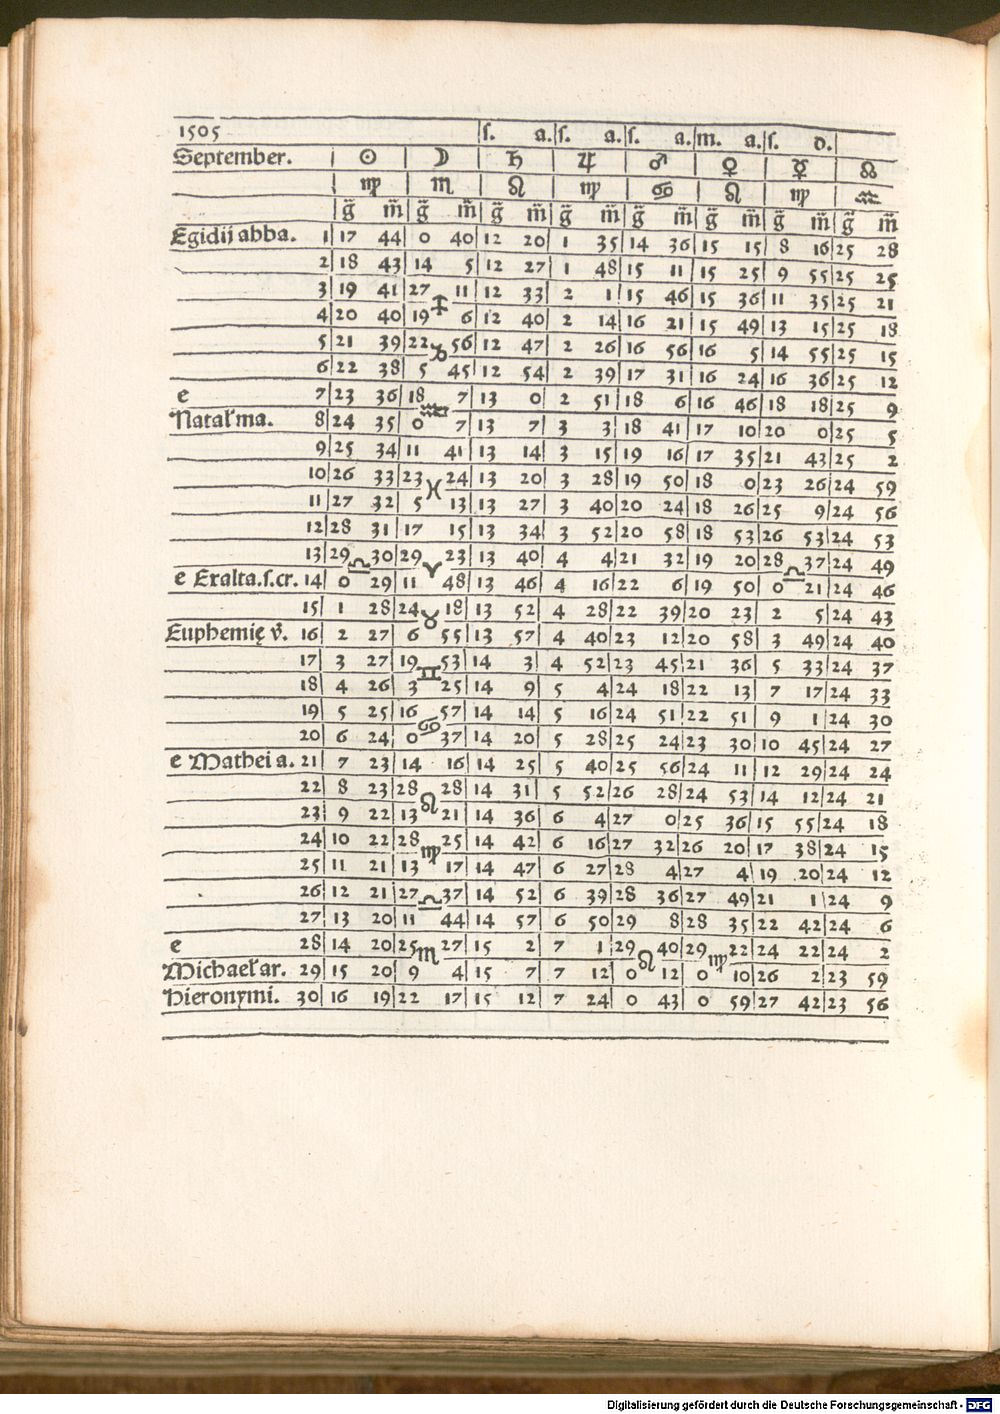 1505 ſ. a. ſ. a. ſ. a. m. a. ſ. d.
September. ☉ ☽ ♄ ♃ ♂ ♀ ☿ ☊
♍ ♏ ♌ ♍ ♋ ♌ ♍ ♒
g̃ m̃ g̃ m̃ g̃ m̃ g̃ m̃ g̃ m̃ g̃ m̃ g̃ m̃ g̃ m̃
Egidij abba. 1 17 44 0 40 12 20 1 35 14 36 15 15 8 16 25 28
2 18 43 14 5 12 27 1 48 15 11 15 25 9 55 25 25
3 19 41 27 11 12 33 2 1 15 46 15 36 11 35 25 21
4 20 40 19 ♐ 6 12 40 2 14 16 21 15 49 13 15 25 18
5 21 39 22 56 12 47 2 26 16 56 16 5 14 55 25 15
6 22 38 5 ♑ 45 12 54 2 39 17 31 16 24 16 36 25 12
e 7 23 36 18 7 13 0 2 51 18 6 16 46 18 18 25 9
Natal̃ ma. 8 24 35 0 ♒ 7 13 7 3 3 18 41 17 10 20 0 25 5
9 25 34 11 41 13 14 3 15 19 16 17 35 21 43 25 2
10 26 33 23 24 13 20 3 28 19 50 18 0 23 26 24 59
11 27 32 5 ♓ 13 13 27 3 40 20 24 18 26 25 9 24 56
12 28 31 17 15 13 34 3 52 20 58 18 53 26 53 24 53
13 29 30 29 23 13 40 4 4 21 32 19 20 28 37 24 49
e Exalta. ſ. cr. 14 0 ♎ 29 11 ♈ 48 13 46 4 16 22 6 19 50 0 ♎ 21 24 46
15 1 28 24 18 13 52 4 28 22 39 20 23 2 5 24 43
Euphemię v̓. 16 2 27 6 ♉ 55 13 57 4 40 23 12 20 58 3 49 24 40
17 3 27 19 53 14 3 4 52 23 45 21 36 5 33 24 37
18 4 26 3 ♊ 25 14 9 5 4 24 18 22 13 7 17 24 33
19 5 25 16 57 14 14 5 16 24 51 22 51 9 1 24 30
20 6 24 0 ♋ 37 14 20 5 28 25 24 23 30 10 45 24 27
e Mathei a. 21 7 23 14 16 14 25 5 40 25 56 24 11 12 29 24 24
22 8 23 28 28 14 31 5 52 26 28 24 53 14 12 24 21
23 9 22 13 ♌ 21 14 36 6 4 27 0 25 36 15 55 24 18
24 10 22 28 25 14 42 6 16 27 32 26 20 17 38 24 15
25 11 21 13 ♍ 17 14 47 6 27 28 4 27 4 19 20 24 12
26 12 21 27 37 14 52 6 39 28 36 27 49 21 1 24 9
27 13 20 11 ♎ 44 14 57 6 50 29 8 28 35 22 42 24 6
e 28 14 20 25 27 15 2 7 1 29 40 29 22 24 22 24 2
Michael̃ ar. 29 15 20 9 ♏ 4 15 7 7 12 0 ♌ 12 0 ♍ 10 26 2 23 59
Hieronymi. 30 16 19 22 17 15 12 7 24 0 43 0 59 27 42 23 56
Digitalisierung gefördert durch die Deutsche Forschungsgemeinschaft - DFG